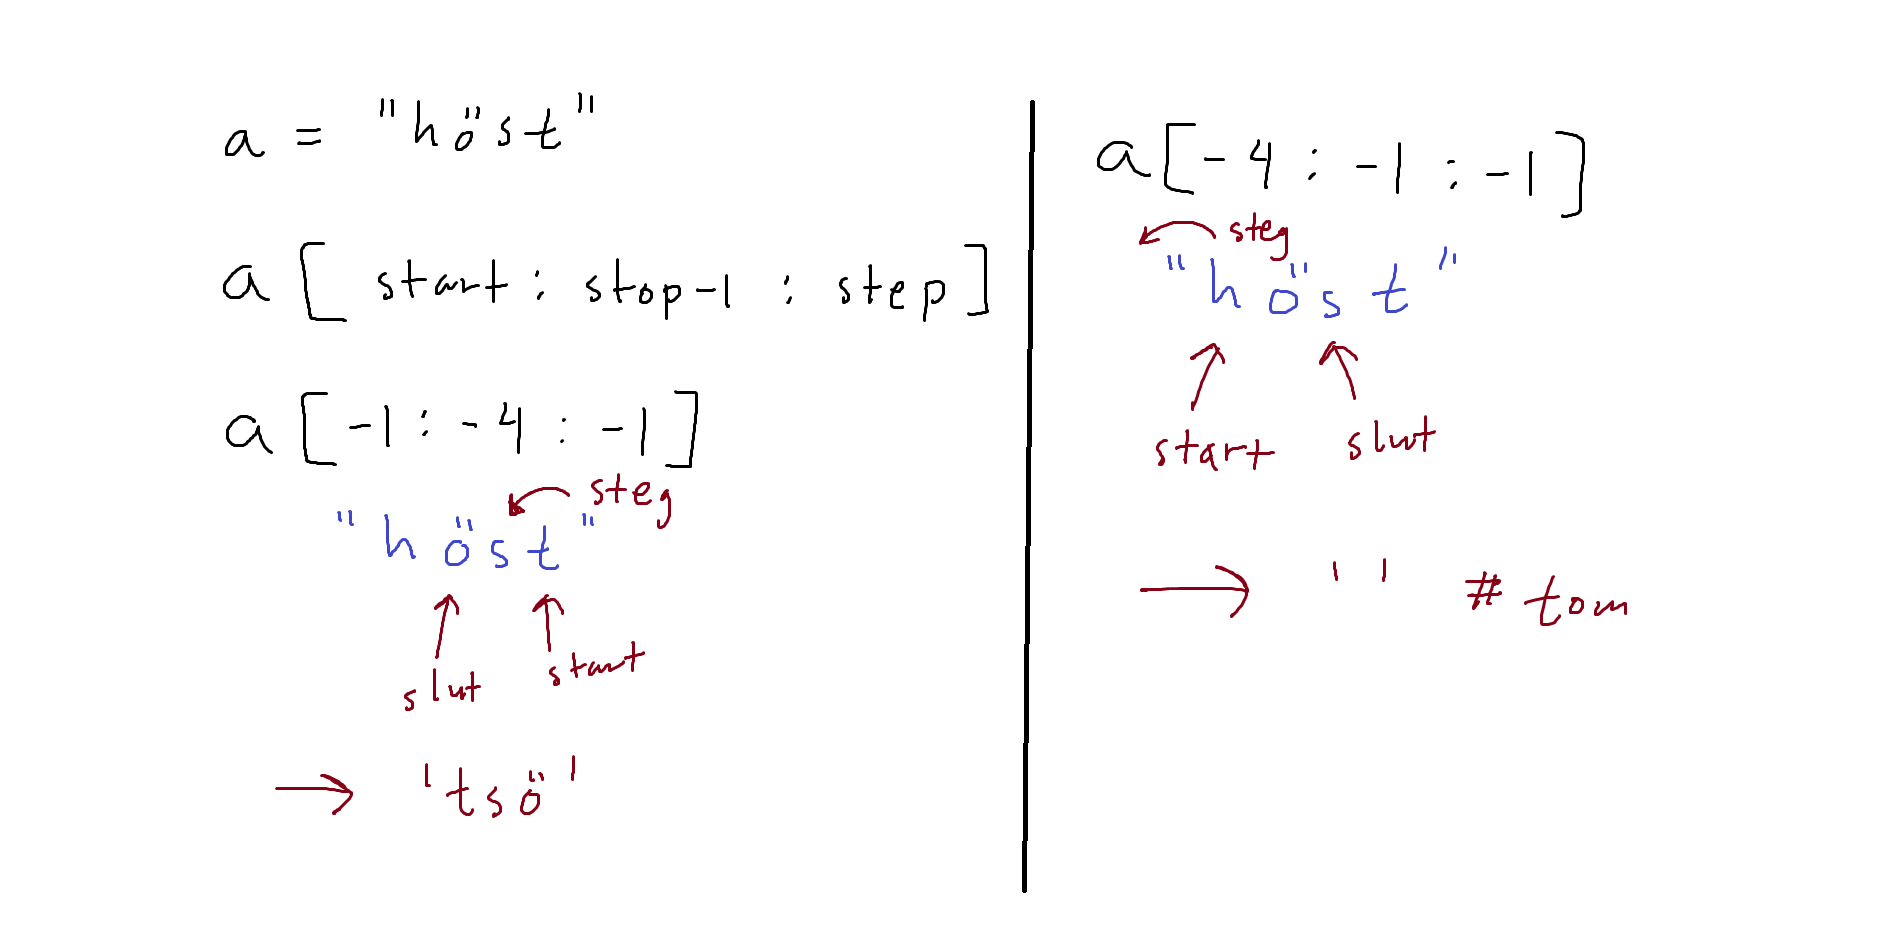 a = "höst"
a[ start : stop-1 : step]
a[-1 : -4 : -1]
steg
"höst"
slut start
→ 'tsö'
a[-4 : -1 : -1]
steg
"höst"
start slut
→ ' ' # tom